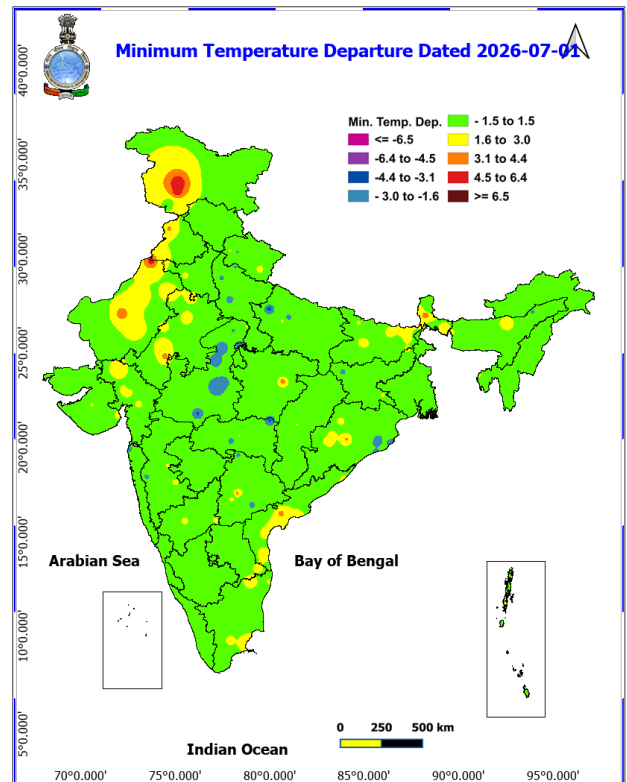 Minimum Temperature Departure Dated 2026-07-01
40°0.000'
Min. Temp. Dep.
<= -6.5
-6.4 to -4.5
-4.4 to -3.1
- 3.0 to -1.6
- 1.5 to 1.5
1.6 to 3.0
3.1 to 4.4
4.5 to 6.4
>= 6.5
35°0.000'
30°0.000'
25°0.000'
20°0.000'
15°0.000'
Arabian Sea
Bay of Bengal
10°0.000'
5°0.000'
0 250 500 km
Indian Ocean
70°0.000' 75°0.000' 80°0.000' 85°0.000' 90°0.000' 95°0.000'